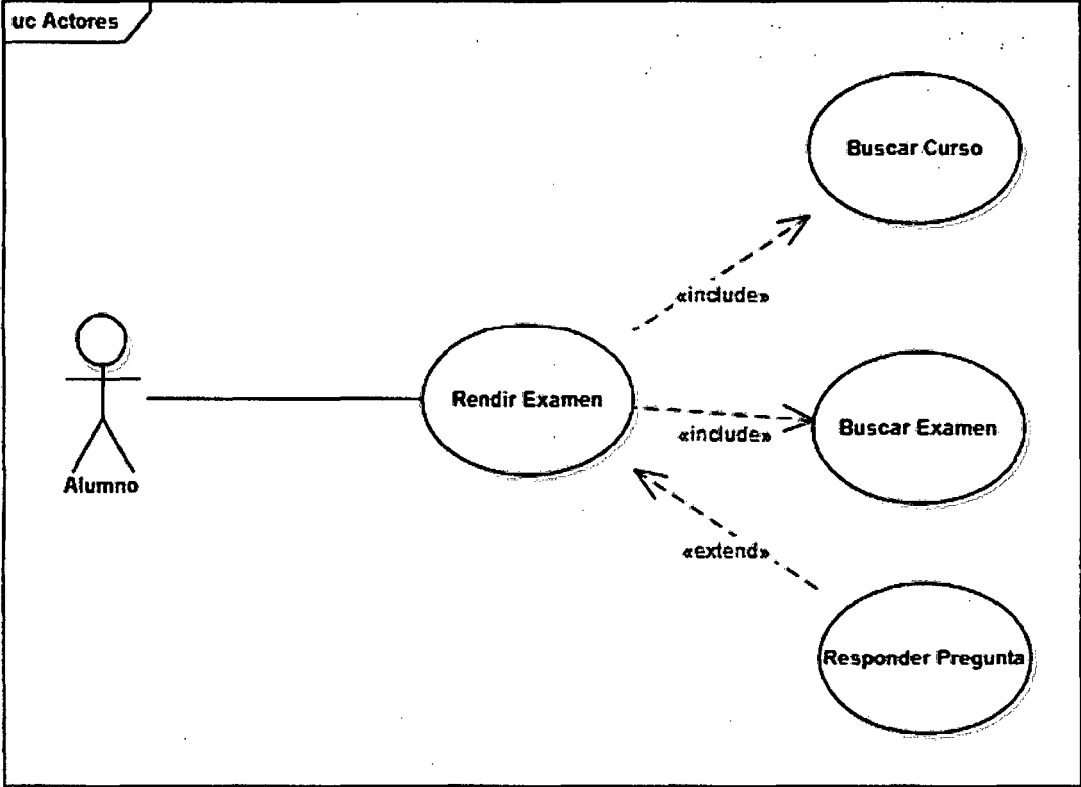 uc Actores
Buscar Curso
«include»
Rendir Examen
Buscar Examen
«include»
Alumno
«extend»
Responder Pregunta